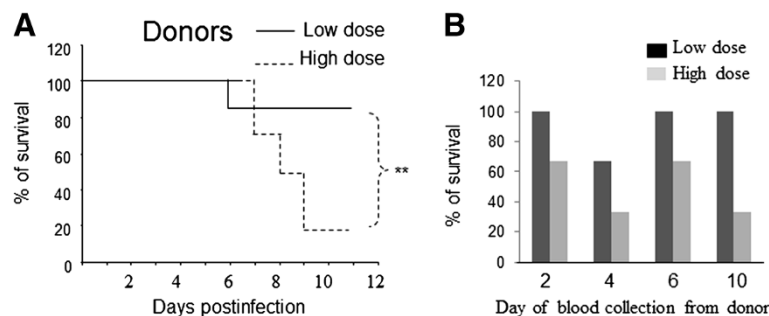 A
Donors
Low dose
High dose
120
100
80
60
40
20
0
% of survival
**
2 4 6 8 10 12
Days postinfection
B
Low dose
High dose
120
100
80
60
40
20
0
% of survival
2 4 6 10
Day of blood collection from donor